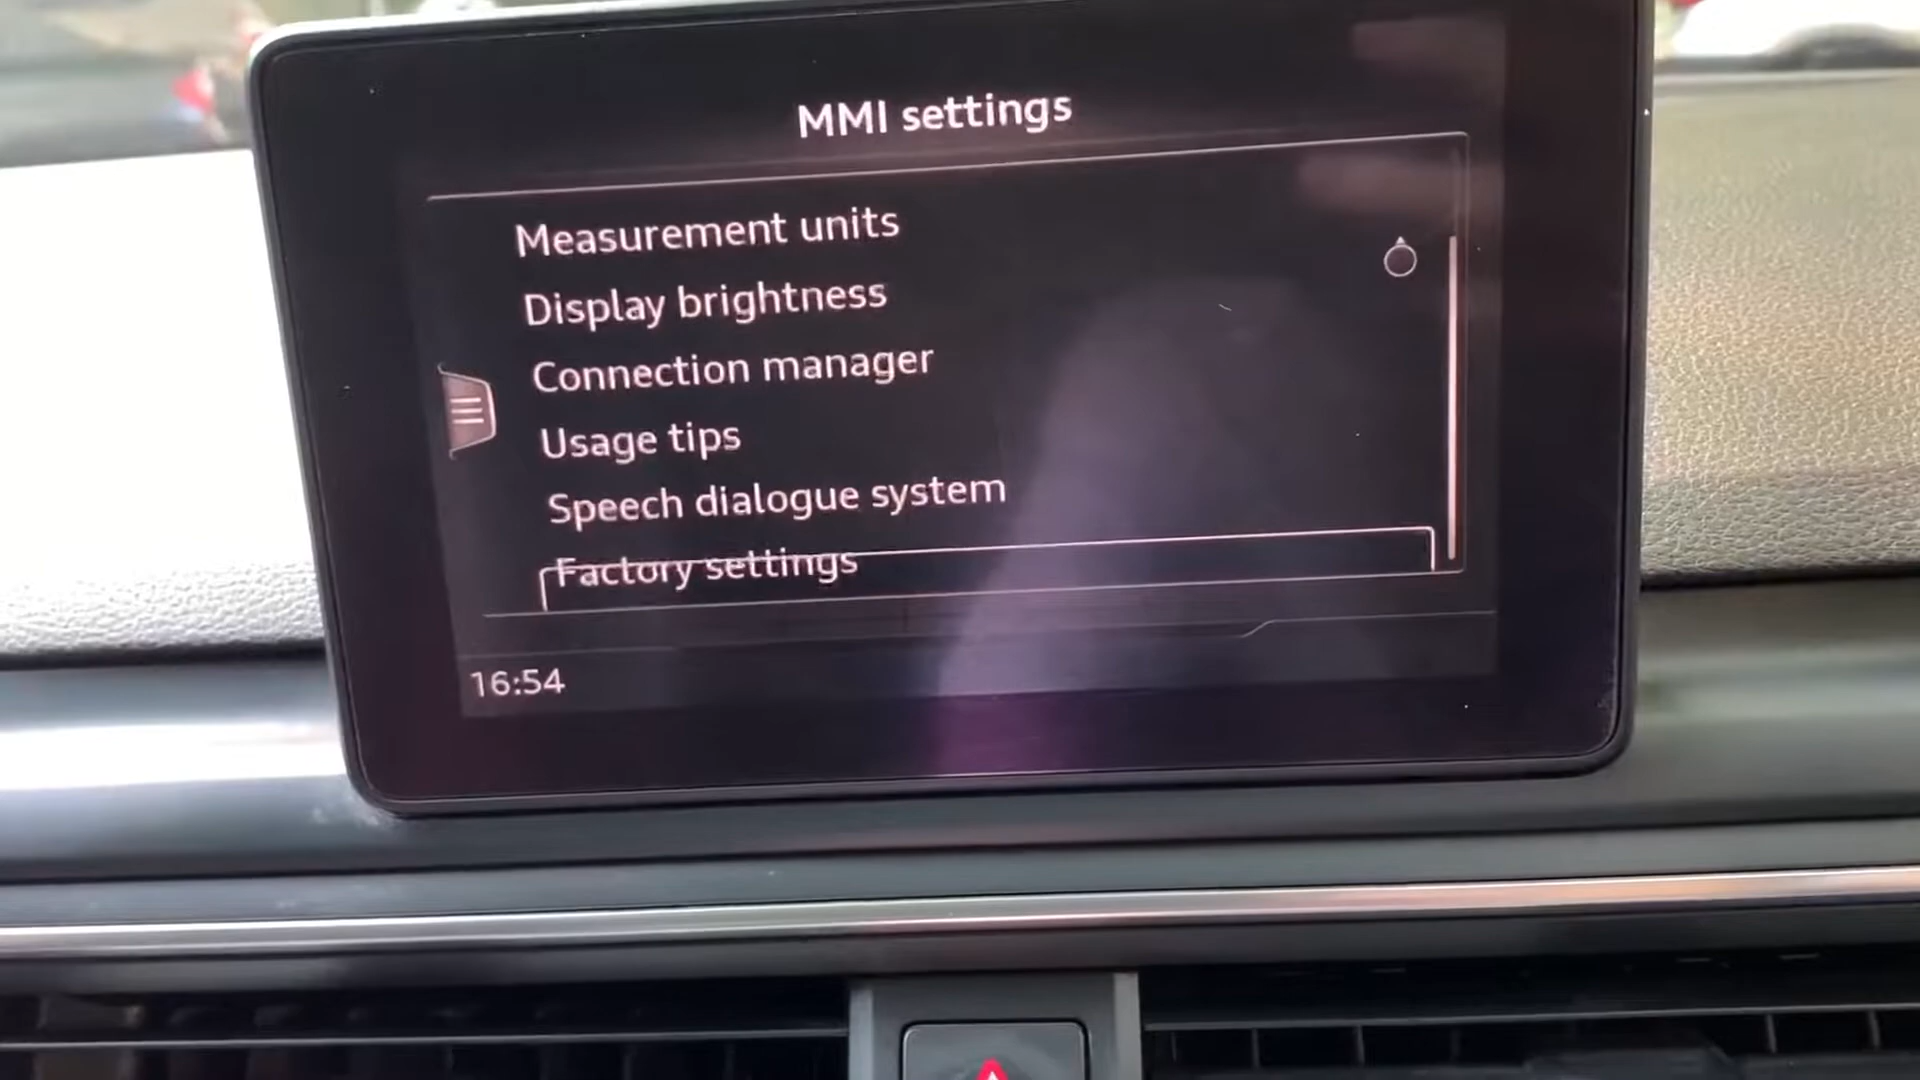 MMI settings
Measurement units
Display brightness
Connection manager
Usage tips
Speech dialogue system
Factory settings
16:54